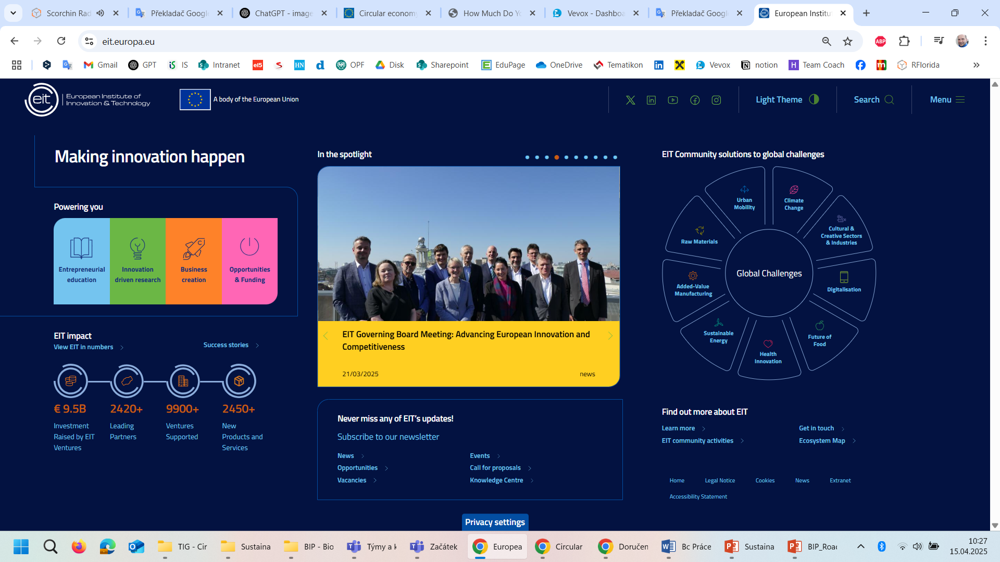 Scorchin Rad
Překladač Google
ChatGPT - image
Circular economy
How Much Do Yo
Vevox - Dashboa
Překladač Google
European Institu
eit.europa.eu
ABP
Gmail
GPT
IS
Intranet
el5
HN
OPF
Disk
Sharepoint
EduPage
OneDrive
Tematikon
Vevox
notion
Team Coach
RFlorida
eit
European Institute of
Innovation & Technology
A body of the European Union
Light Theme
Search
Menu
Making innovation happen
Powering you
Entrepreneurial
education
Innovation
driven research
Business
creation
Opportunities
& Funding
EIT impact
View EIT in numbers
Success stories
€ 9.5B
2420+
9900+
2450+
Investment
Raised by EIT
Ventures
Leading
Partners
Ventures
Supported
New
Products and
Services
In the spotlight
EIT Governing Board Meeting: Advancing European Innovation and
Competitiveness
21/03/2025
news
Never miss any of EIT's updates!
Subscribe to our newsletter
News
Events
Opportunities
Call for proposals
Vacancies
Knowledge Centre
EIT Community solutions to global challenges
Urban
Mobility
Climate
Change
Cultural &
Creative Sectors
& Industries
Raw Materials
Global Challenges
Digitalisation
Added-Value
Manufacturing
Sustainable
Energy
Future of
Food
Health
Innovation
Find out more about EIT
Learn more
Get in touch
EIT community activities
Ecosystem Map
Home
Legal Notice
Cookies
News
Extranet
Accessibility Statement
Privacy settings
TIG - Cir
Sustaina
BIP - Bio
Týmy a k
Začátek
Europea
Circular
Doručen
Bc Práce
Sustaina
BIP_Road
10:27
15.04.2025